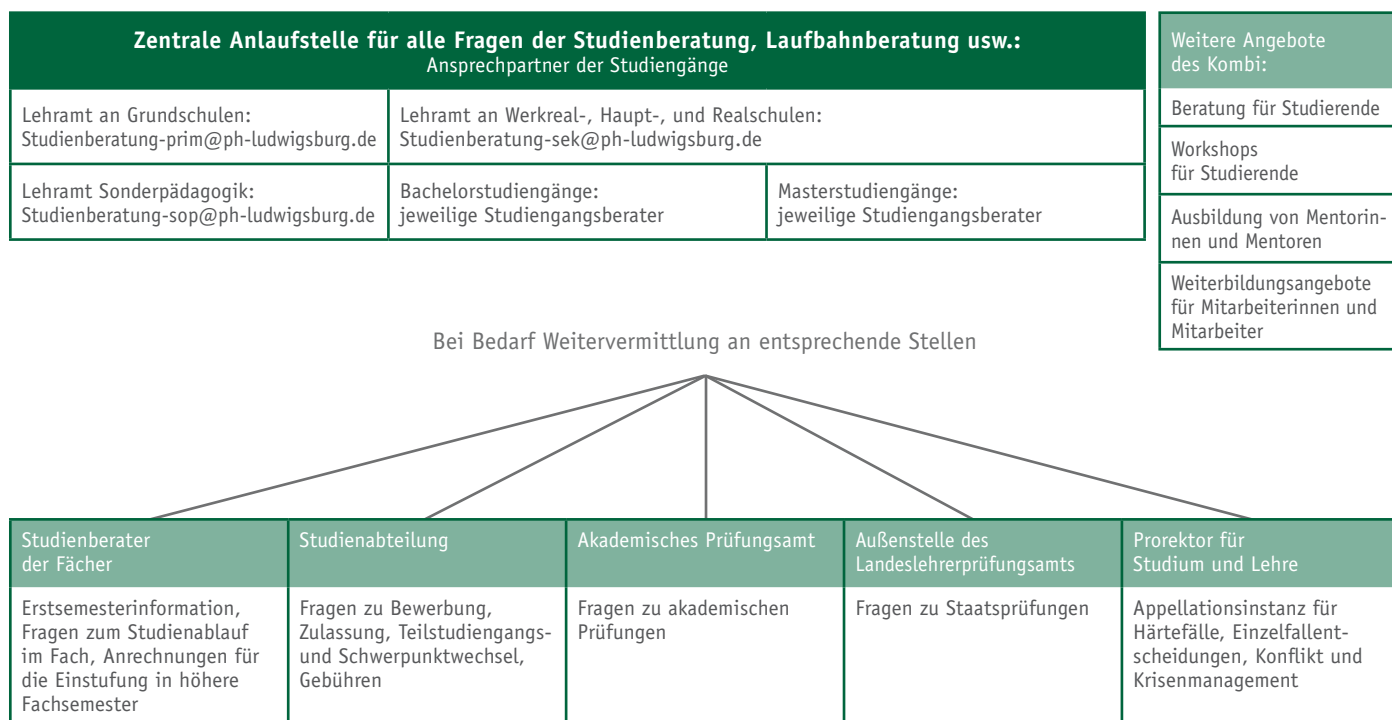 Zentrale Anlaufstelle für alle Fragen der Studienberatung, Laufbahnberatung usw.:
Ansprechpartner der Studiengänge
Lehramt an Grundschulen:
Studienberatung-prim@ph-ludwigsburg.de
Lehramt an Werkreal-, Haupt-, und Realschulen:
Studienberatung-sek@ph-ludwigsburg.de
Lehramt Sonderpädagogik:
Studienberatung-sop@ph-ludwigsburg.de
Bachelorstudiengänge:
jeweilige Studiengangsberater
Masterstudiengänge:
jeweilige Studiengangsberater
Weitere Angebote
des Kombi:
Beratung für Studierende
Workshops
für Studierende
Ausbildung von Mentorin-
nen und Mentoren
Weiterbildungsangebote
für Mitarbeiterinnen und
Mitarbeiter
Bei Bedarf Weitervermittlung an entsprechende Stellen
Studienberater
der Fächer
Erstsemesterinformation,
Fragen zum Studienablauf
im Fach, Anrechnungen für
die Einstufung in höhere
Fachsemester
Studienabteilung
Fragen zu Bewerbung,
Zulassung, Teilstudiengangs-
und Schwerpunktwechsel,
Gebühren
Akademisches Prüfungsamt
Fragen zu akademischen
Prüfungen
Außenstelle des
Landeslehrerprüfungsamts
Fragen zu Staatsprüfungen
Prorektor für
Studium und Lehre
Appellationsinstanz für
Härtefälle, Einzelfallent-
scheidungen, Konflikt und
Krisenmanagement